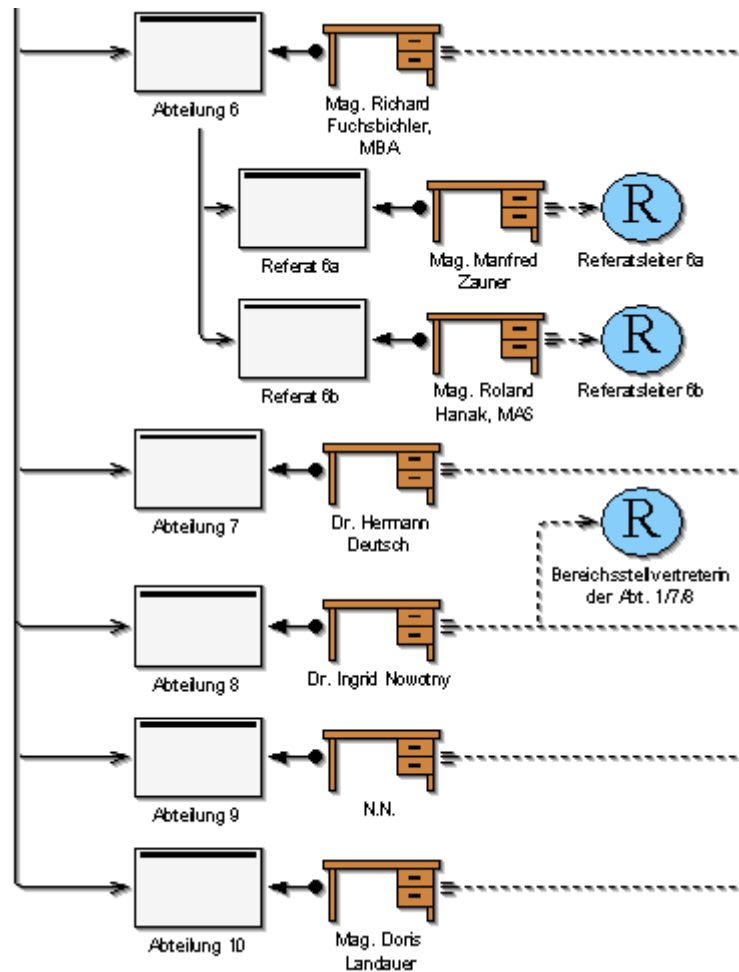 Abteilung 6
Mag. Richard
Fuchsbichler,
MBA
R
Referat 6a
Mag. Manfred
Zauner
Referatsleiter 6a
R
Referat 6b
Mag. Roland
Hanak, MAS
Referatsleiter 6b
Abteilung 7
Dr. Hermann
Deutsch
R
Bereichsstellvertreterin
der Abt. 1/7/8
Abteilung 8
Dr. Ingrid Nowotny
Abteilung 9
N.N.
Abteilung 10
Mag. Doris
Landauer